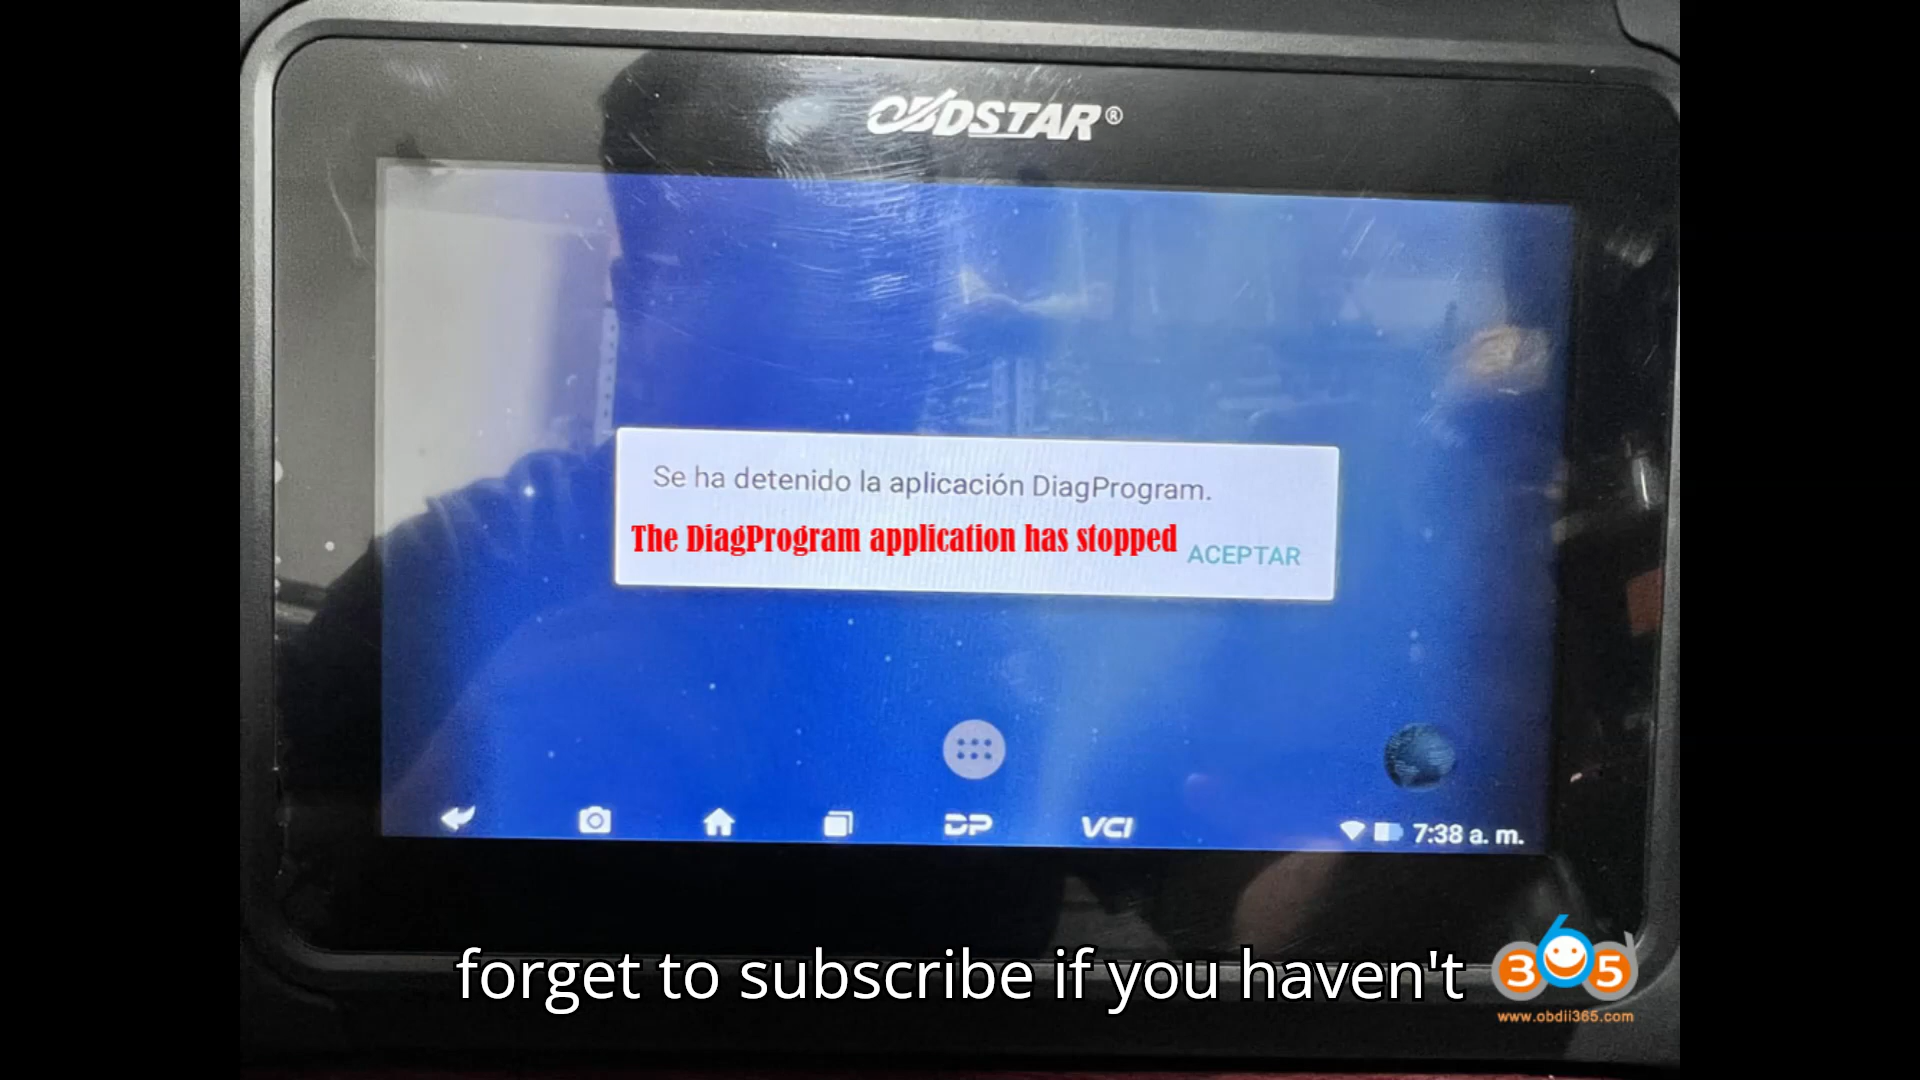 OBDSTAR®
Se ha detenido la aplicación DiagProgram.
The DiagProgram application has stopped
ACEPTAR
DP
VCI
7:38 a. m.
forget to subscribe if you haven't
365
www.obdii365.com